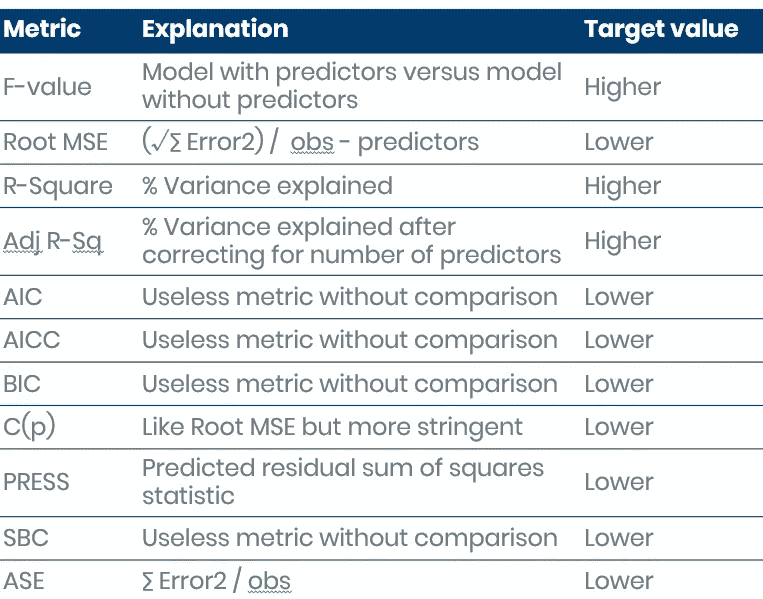 Metric Explanation Target value
F-value Model with predictors versus model without predictors Higher
Root MSE (√∑ Error2) / obs - predictors Lower
R-Square % Variance explained Higher
Adj R-Sq % Variance explained after correcting for number of predictors Higher
AIC Useless metric without comparison Lower
AICC Useless metric without comparison Lower
BIC Useless metric without comparison Lower
C(p) Like Root MSE but more stringent Lower
PRESS Predicted residual sum of squares statistic Lower
SBC Useless metric without comparison Lower
ASE ∑ Error2 / obs Lower